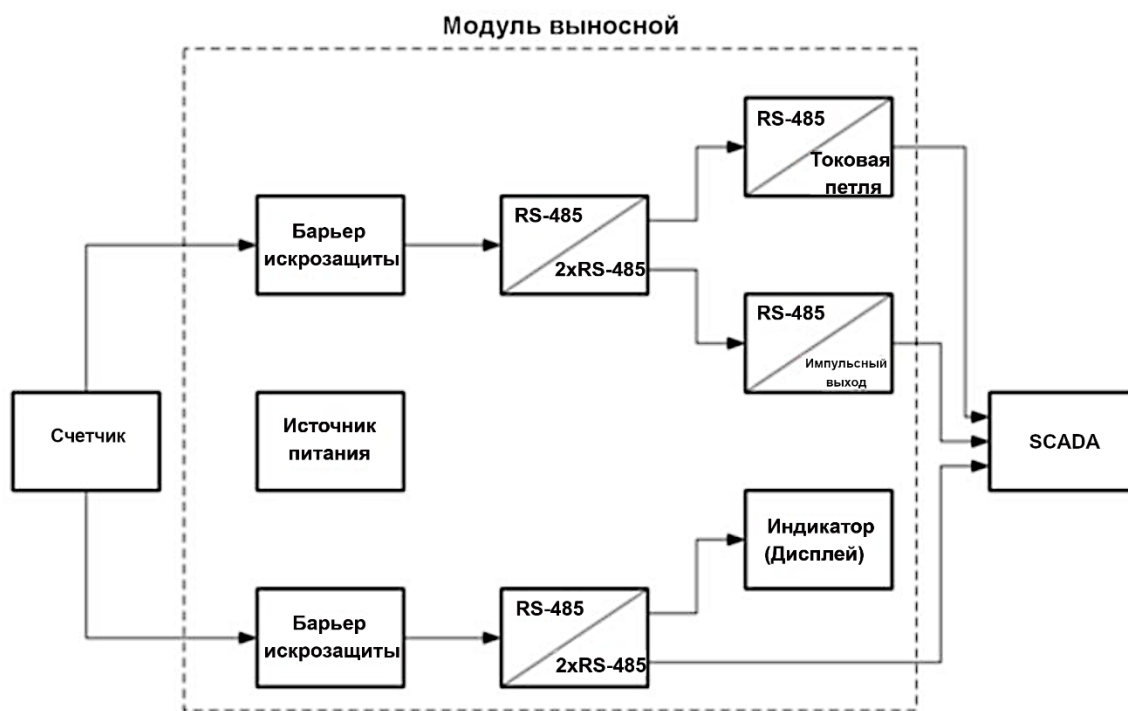 Модуль выносной
RS-485
Токовая
петля
Барьер
искрозащиты
RS-485
2xRS-485
RS-485
Импульсный
выход
Счетчик
Источник
питания
SCADA
Индикатор
(Дисплей)
Барьер
искрозащиты
RS-485
2xRS-485